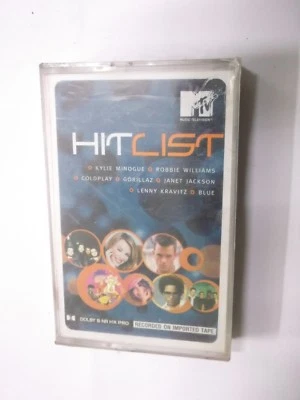 MTV
MUSIC TELEVISION
HITLIST
KYLIE MINOGUE ROBBIE WILLIAMS
COLDPLAY GORILLAZ JANET JACKSON
LENNY KRAVITZ BLUE
DOLBY B NR HX PRO RECORDED ON IMPORTED TAPE